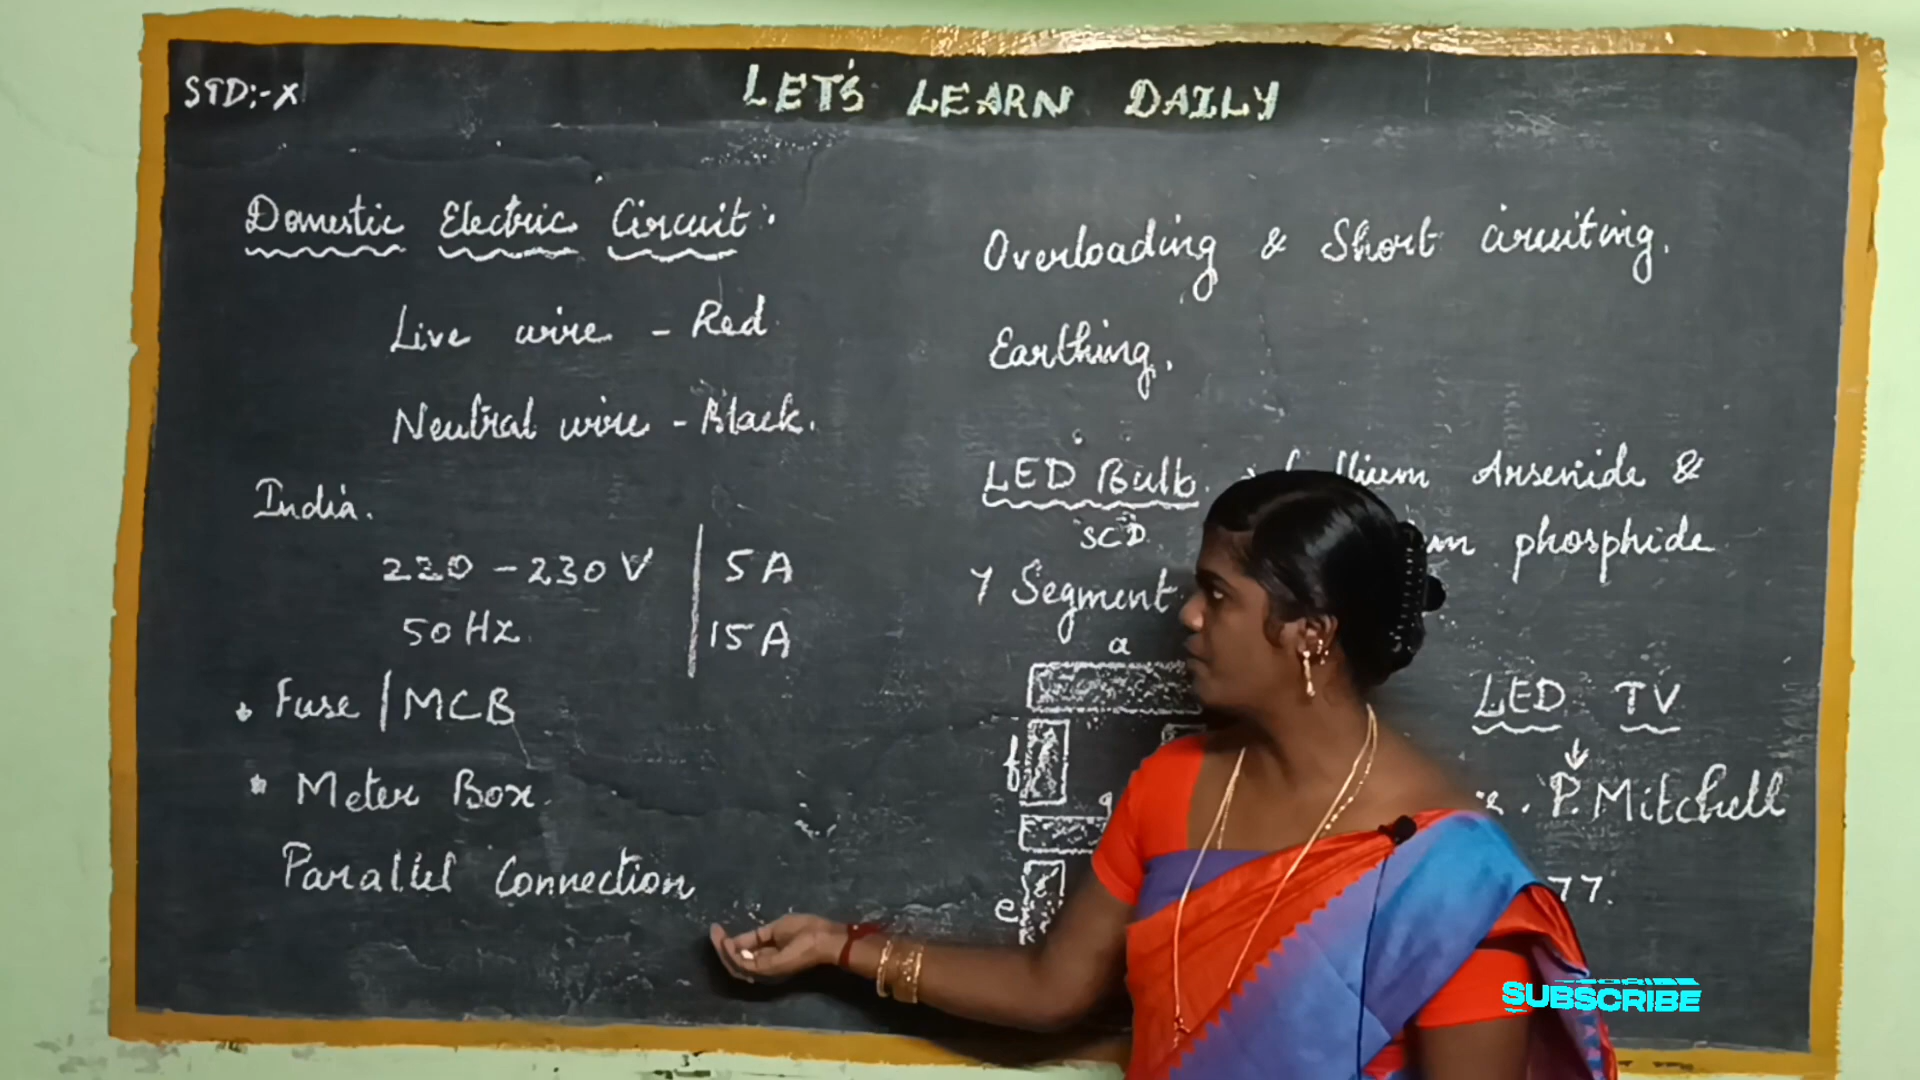 STD:-X
LET'S LEARN DAILY
Domestic Electric Circuit:
Live wire - Red
Neutral wire - Black.
India.
220 - 230 V | 5 A
50 Hz | 15 A
Fuse / MCB
* Meter Box.
Parallel Connection
Overloading & Short circuiting.
Earthing.
LED Bulb. Arsenide &
SCD phosphide
7 Segment
a
f
g
e
LED TV
P. Mitchell
77.
SUBSCRIBE